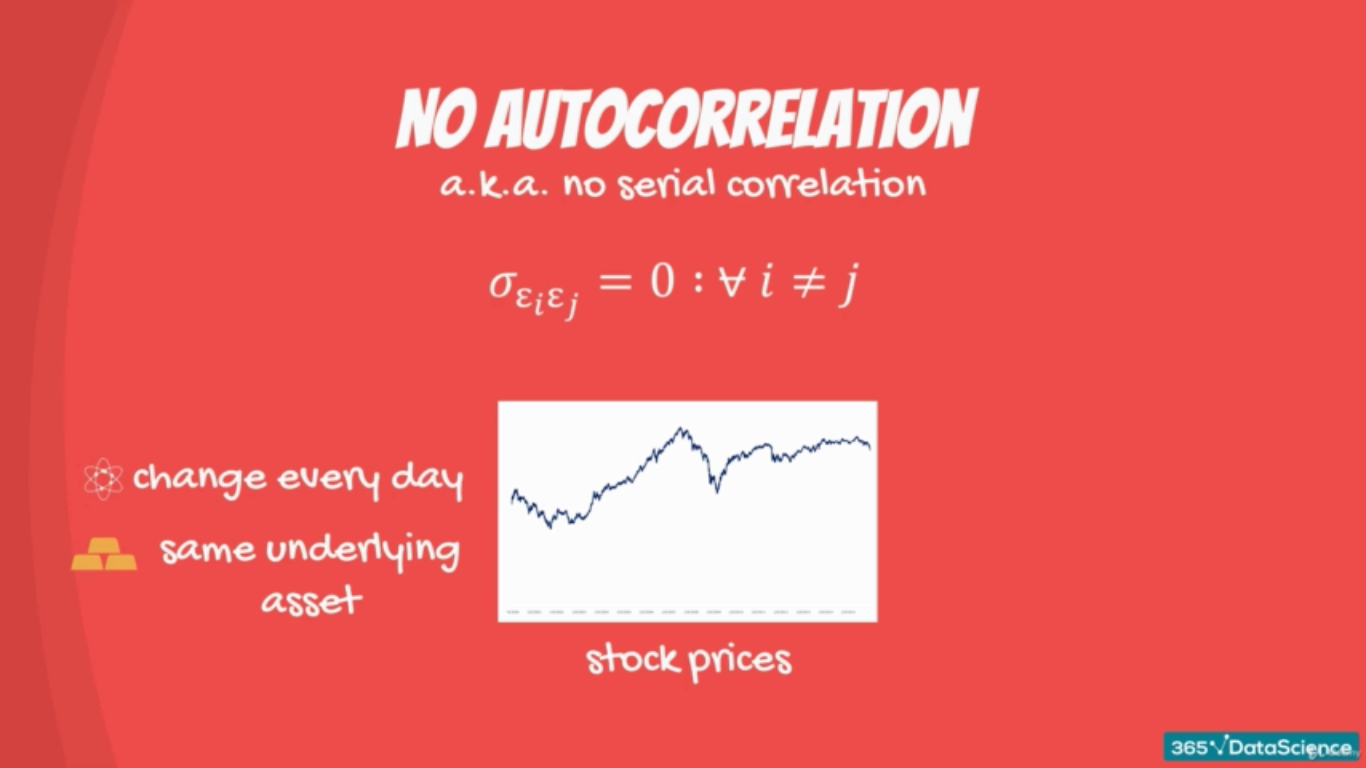 NO AUTOCORRELATION
a.k.a. no serial correlation
σ_{ε_i ε_j} = 0 : ∀ i ≠ j
change every day
same underlying
asset
stock prices
365 DataScience